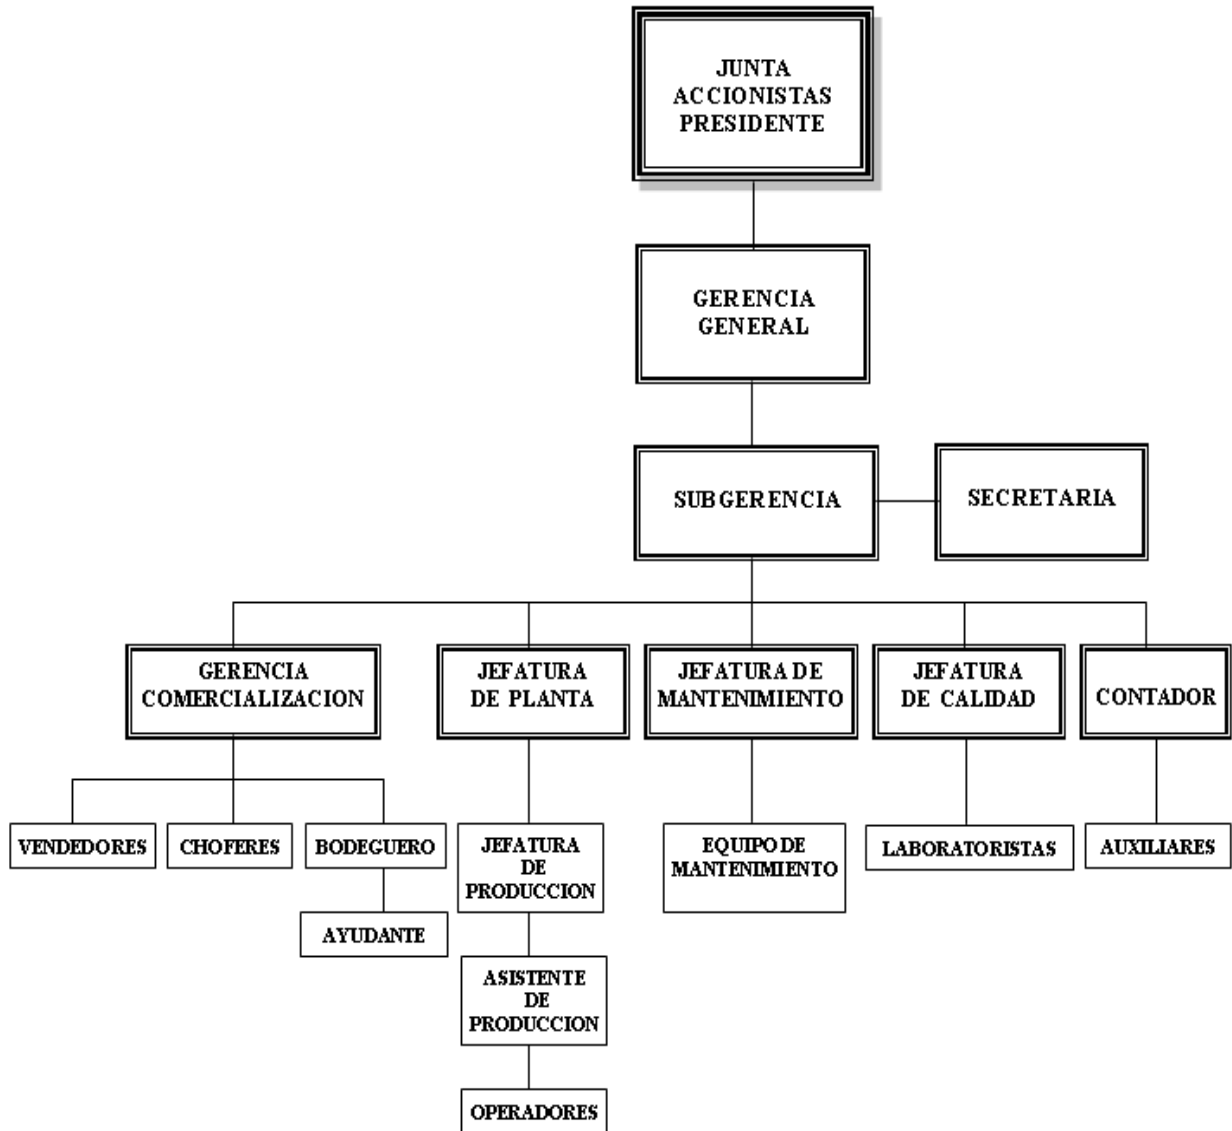 JUNTA
ACCIONISTAS
PRESIDENTE
GERENCIA
GENERAL
SUBGERENCIA
SECRETARIA
GERENCIA
COMERCIALIZACION
JEFATURA
DE PLANTA
JEFATURA DE
MANTENIMIENTO
JEFATURA
DE CALIDAD
CONTADOR
VENDEDORES
CHOFERES
BODEGUERO
JEFATURA
DE
PRODUCCION
EQUIPO DE
MANTENIMIENTO
LABORATORISTAS
AUXILIARES
AYUDANTE
ASISTENTE
DE
PRODUCCION
OPERADORES